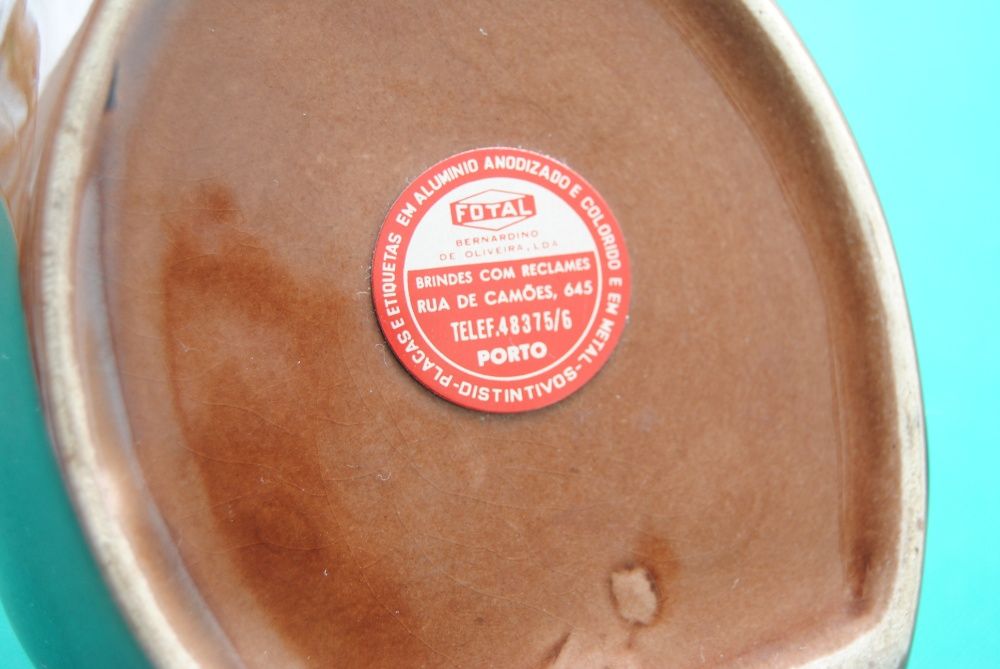 PLACAS E ETIQUETAS EM ALUMINIO ANODIZADO E COLORIDO E EM METAL-DISTINTIVOS-
FOTAL
BERNARDINO
DE OLIVEIRA, LDA
BRINDES COM RECLAMES
RUA DE CAMÕES, 645
TELEF.48375/6
PORTO